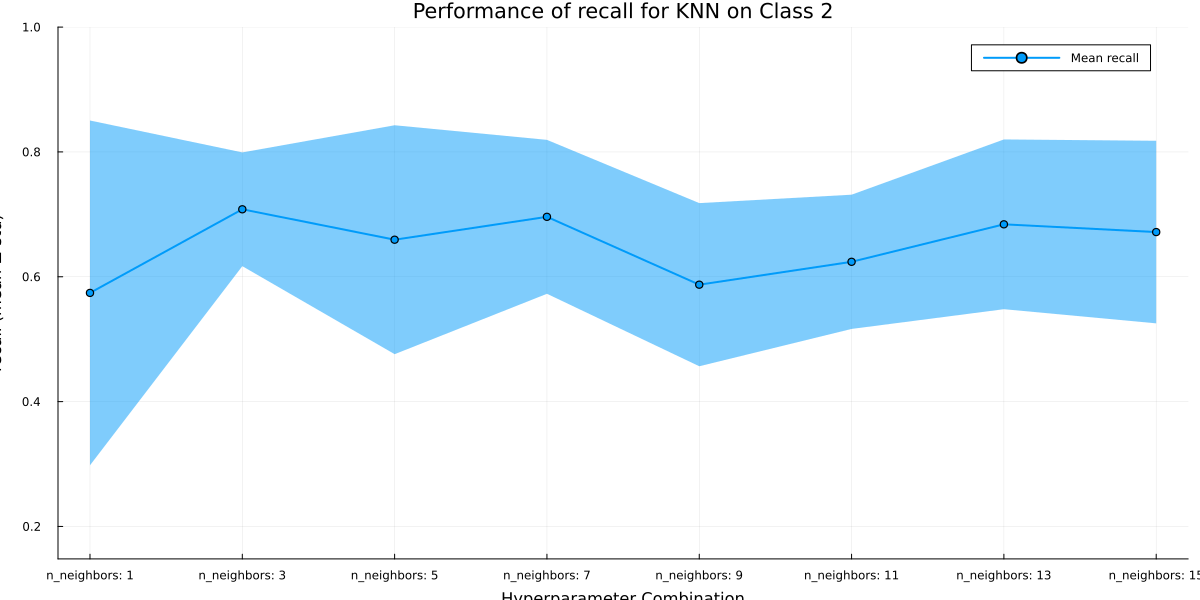 Performance of recall for KNN on Class 2
1.0
Mean recall
0.8
0.6
0.4
0.2
n_neighbors: 1 n_neighbors: 3 n_neighbors: 5 n_neighbors: 7 n_neighbors: 9 n_neighbors: 11 n_neighbors: 13 n_neighbors: 15
Hyperparameter Combination